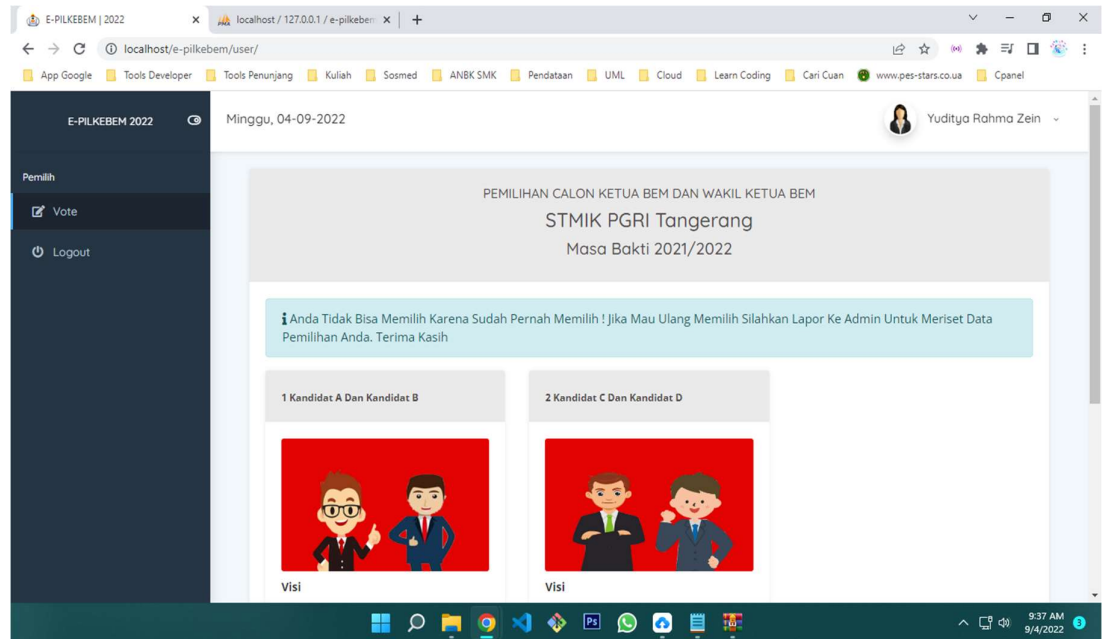 E-PILKEBEM | 2022
localhost / 127.0.0.1 / e-pilkeben
localhost/e-pilkebem/user/
App Google Tools Developer Tools Penunjang Kuliah Sosmed ANBK SMK Pendataan UML Cloud Learn Coding Cari Cuan www.pes-stars.co.ua Cpanel
E-PILKEBEM 2022
Minggu, 04-09-2022
Yuditya Rahma Zein
Pemilih
Vote
Logout
PEMILIHAN CALON KETUA BEM DAN WAKIL KETUA BEM
STMIK PGRI Tangerang
Masa Bakti 2021/2022
Anda Tidak Bisa Memilih Karena Sudah Pernah Memilih ! Jika Mau Ulang Memilih Silahkan Lapor Ke Admin Untuk Meriset Data
Pemilihan Anda. Terima Kasih
1 Kandidat A Dan Kandidat B
2 Kandidat C Dan Kandidat D
Visi
Visi
Ps
9:37 AM
9/4/2022
3